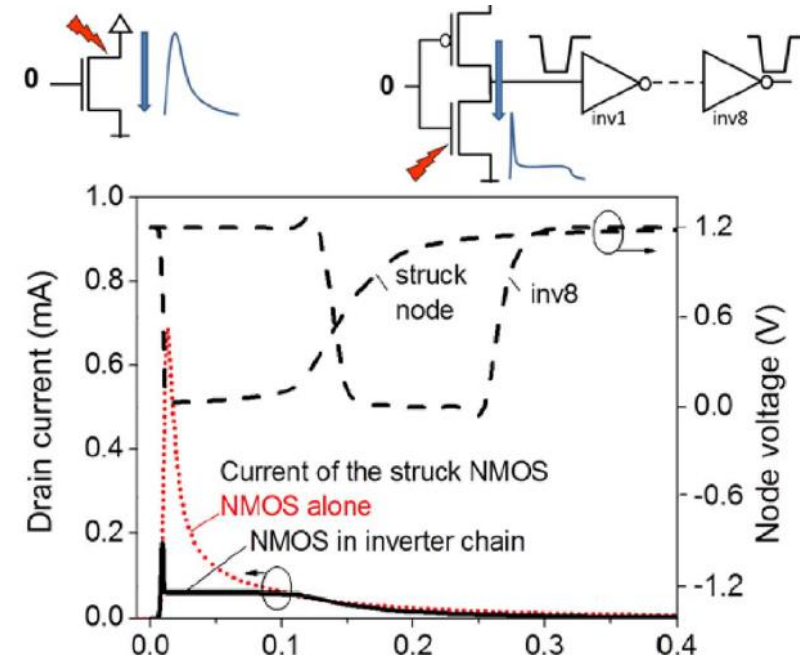 0
0
inv1
inv8
1.0
0.8
0.6
0.4
0.2
0.0
Drain current (mA)
struck
node
inv8
Current of the struck NMOS
NMOS alone
NMOS in inverter chain
1.2
0.6
0.0
-0.6
-1.2
Node voltage (V)
0.0
0.1
0.2
0.3
0.4